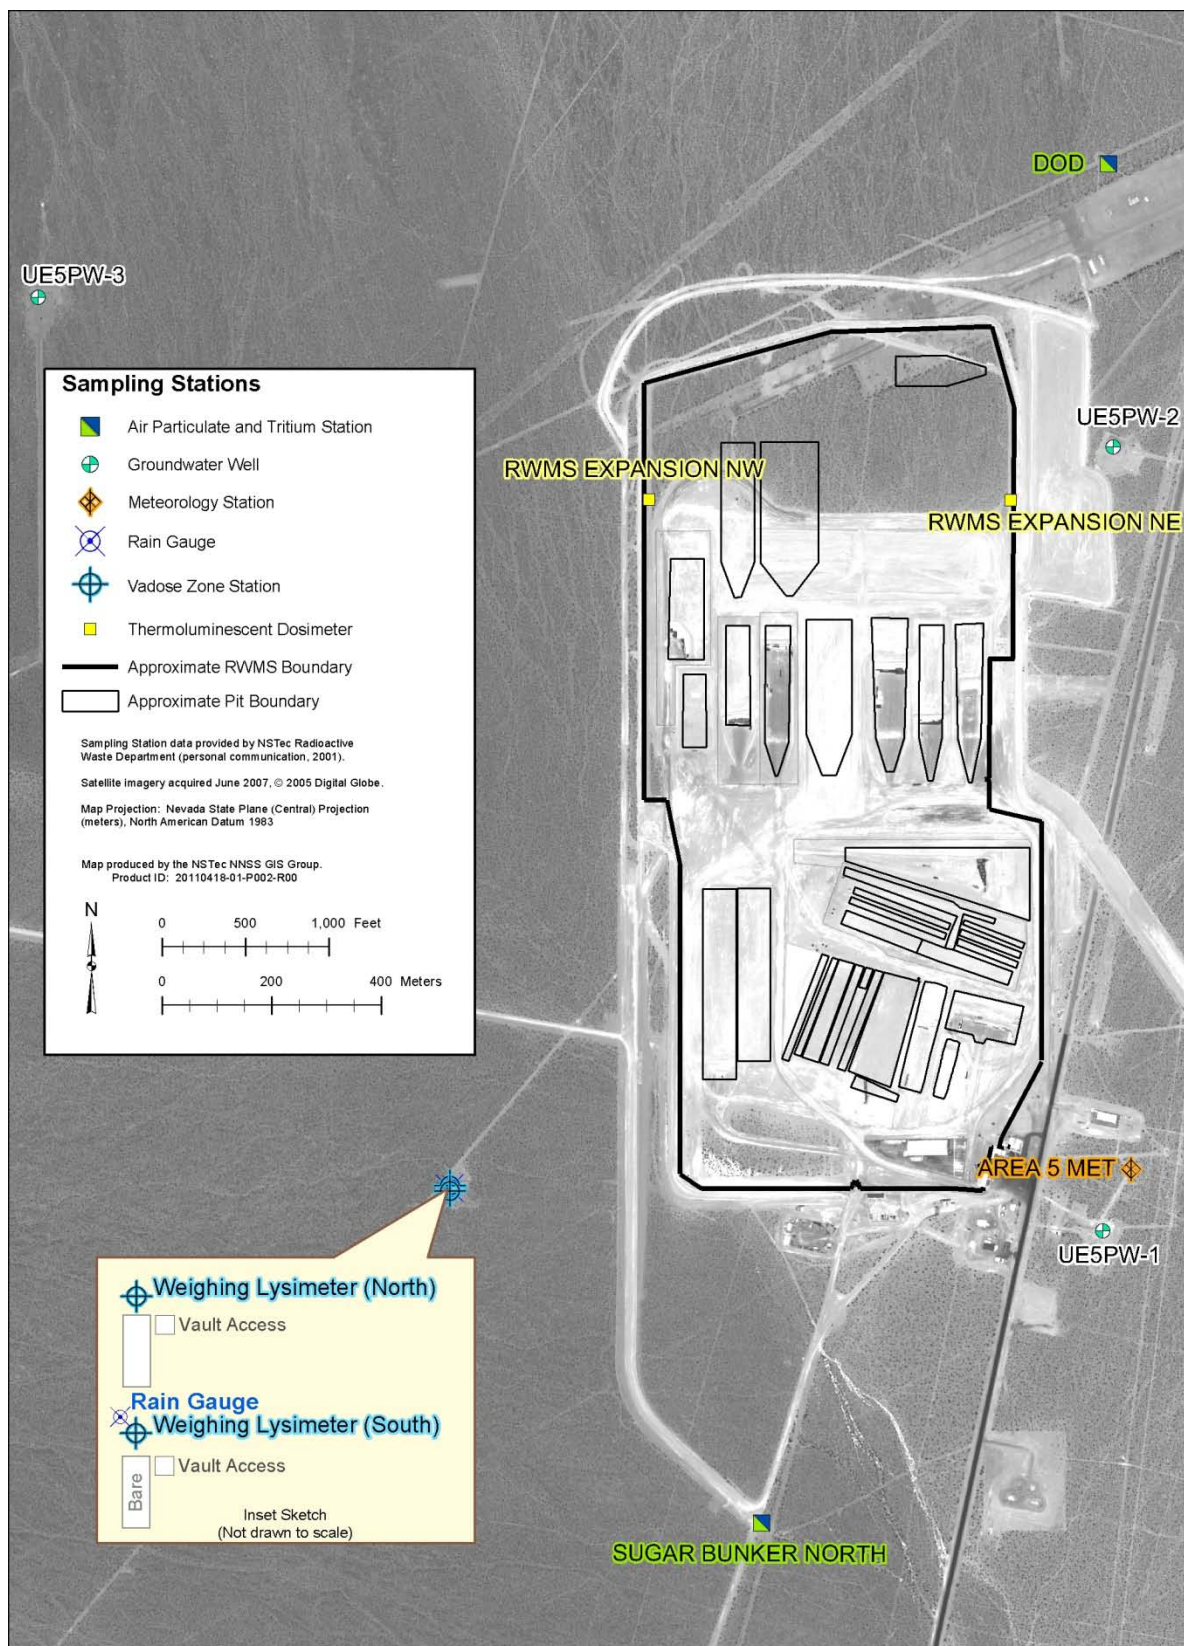 DOD
UE5PW-3
UE5PW-2
RWMS EXPANSION NW
RWMS EXPANSION NE
Sampling Stations
Air Particulate and Tritium Station
Groundwater Well
Meteorology Station
Rain Gauge
Vadose Zone Station
Thermoluminescent Dosimeter
Approximate RWMS Boundary
Approximate Pit Boundary
Sampling Station data provided by NSTec Radioactive
Waste Department (personal communication, 2001).
Satellite imagery acquired June 2007, © 2005 Digital Globe.
Map Projection: Nevada State Plane (Central) Projection
(meters), North American Datum 1983
Map produced by the NSTec NNSS GIS Group.
Product ID: 20110418-01-P002-R00
N
0 500 1,000 Feet
0 200 400 Meters
AREA 5 MET
UE5PW-1
Weighing Lysimeter (North)
Vault Access
Rain Gauge
Weighing Lysimeter (South)
Vault Access
Bare
Inset Sketch
(Not drawn to scale)
SUGAR BUNKER NORTH